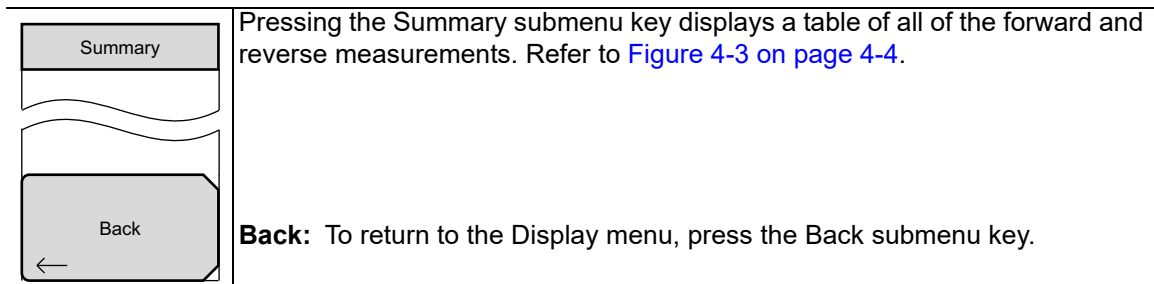 Summary
Pressing the Summary submenu key displays a table of all of the forward and
reverse measurements. Refer to Figure 4-3 on page 4-4.
Back
Back: To return to the Display menu, press the Back submenu key.